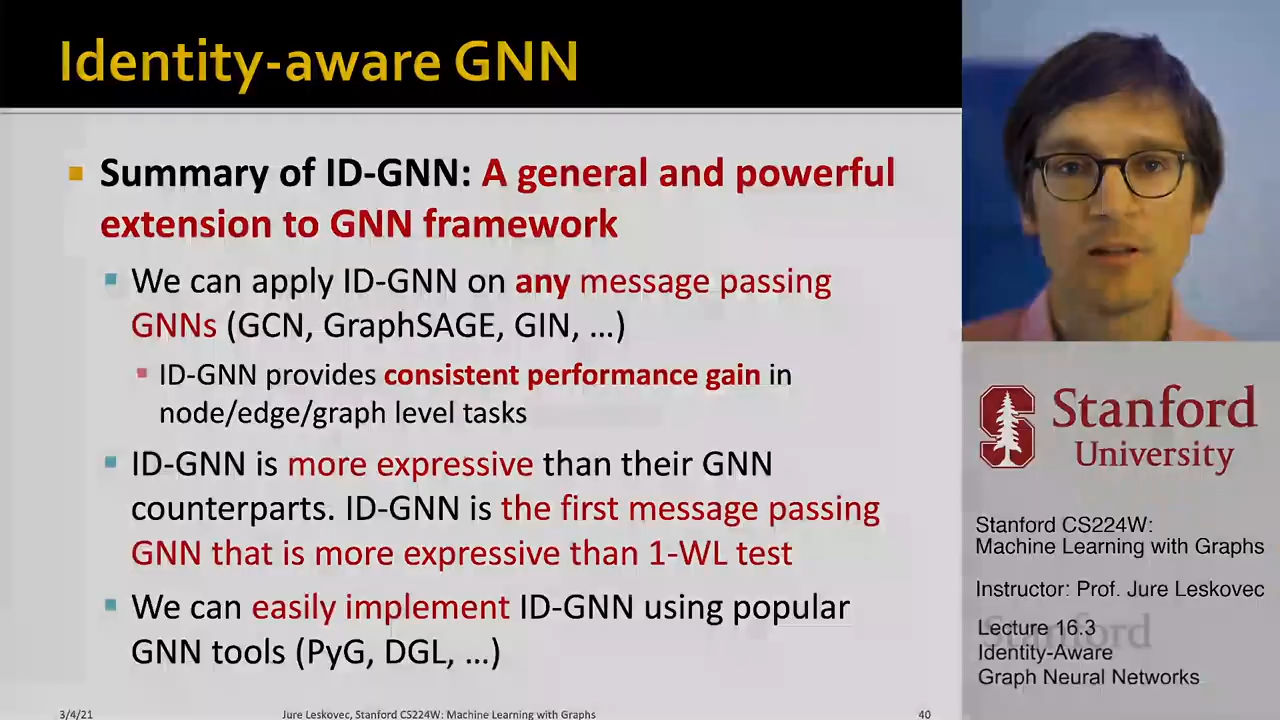 Identity-aware GNN
Summary of ID-GNN: A general and powerful
extension to GNN framework
We can apply ID-GNN on any message passing
GNNs (GCN, GraphSAGE, GIN, …)
ID-GNN provides consistent performance gain in
node/edge/graph level tasks
ID-GNN is more expressive than their GNN
counterparts. ID-GNN is the first message passing
GNN that is more expressive than 1-WL test
We can easily implement ID-GNN using popular
GNN tools (PyG, DGL, …)
3/4/21
Jure Leskovec, Stanford CS224W: Machine Learning with Graphs
40
S
Stanford
University
Stanford CS224W:
Machine Learning with Graphs
Instructor: Prof. Jure Leskovec
Stanford
Lecture 16.3
Identity-Aware
Graph Neural Networks